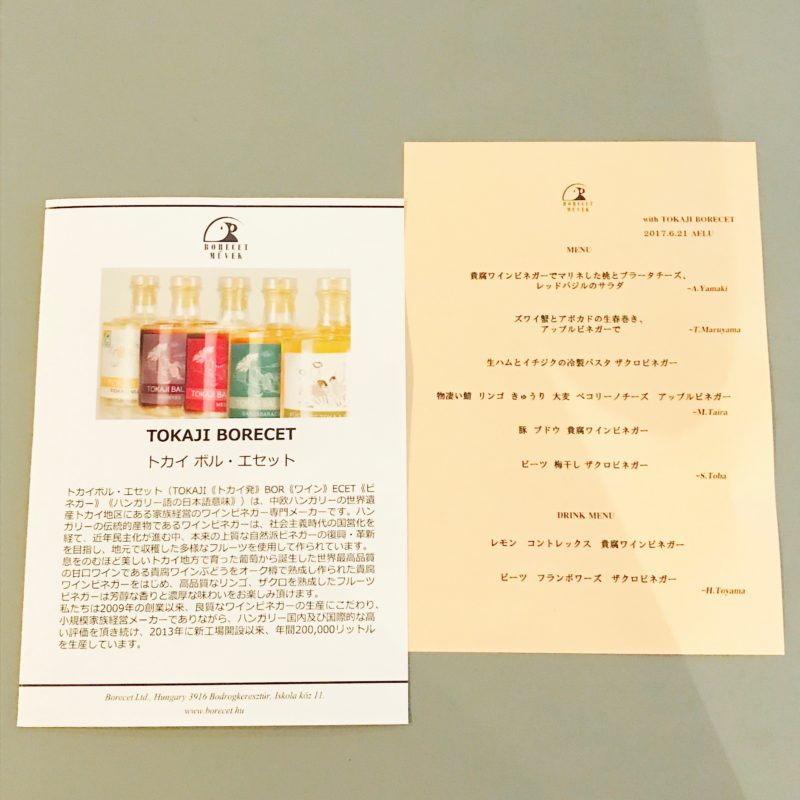 BORECET
MŰVEK
TOKAJI BAL
TOKAJI BA
TOKAJI BORECET
トカイ ボル・エセット
トカイボル・エセット（TOKAJI《トカイ発》BOR《ワイン》ECET《ビ
ネガー》《ハンガリー語の日本語意味》）は、中欧ハンガリーの世界遺
産トカイ地区にある家族経営のワインビネガー専門メーカーです。ハン
ガリーの伝統的産物であるワインビネガーは、社会主義時代の国営化を
経て、近年民主化が進む中、本来の上質な自然派ビネガーの復興・革新
を目指し、地元で収穫した多様なフルーツを使用して作られています。
息をのむほど美しいトカイ地方で育った葡萄から誕生した世界最高品質
の甘口ワインである貴腐ワインぶどうをオーク樽で熟成し作られた貴腐
ワインビネガーをはじめ、高品質なリンゴ、ザクロを熟成したフルーツ
ビネガーは芳醇な香りと濃厚な味わいをお楽しみ頂けます。
私たちは2009年の創業以来、良質なワインビネガーの生産にこだわり、
小規模家族経営メーカーでありながら、ハンガリー国内及び国際的な高
い評価を頂き続け、2013年に新工場開設以来、年間200,000リットル
を生産しています。
Borecet Ltd., Hungary 3916 Bodrogkeresztúr, Iskola köz 11.
www.borecet.hu
BORECET
MŰVEK
with TOKAJI BORECET
2017.6.21 AELU
MENU
貴腐ワインビネガーでマリネした桃とブラータチーズ、
レッドバジルのサラダ
~A.Yamaki
ズワイ蟹とアボカドの生春巻き、
アップルビネガーで
~T.Maruyama
生ハムとイチジクの冷製パスタ ザクロビネガー
物凄い鯖 リンゴ きゅうり 大麦 ペコリーノチーズ アップルビネガー
~M.Taira
豚 ブドウ 貴腐ワインビネガー
ビーツ 梅干し ザクロビネガー
~S.Toba
DRINK MENU
レモン コントレックス 貴腐ワインビネガー
ビーツ フランボワーズ ザクロビネガー
~H.Toyama